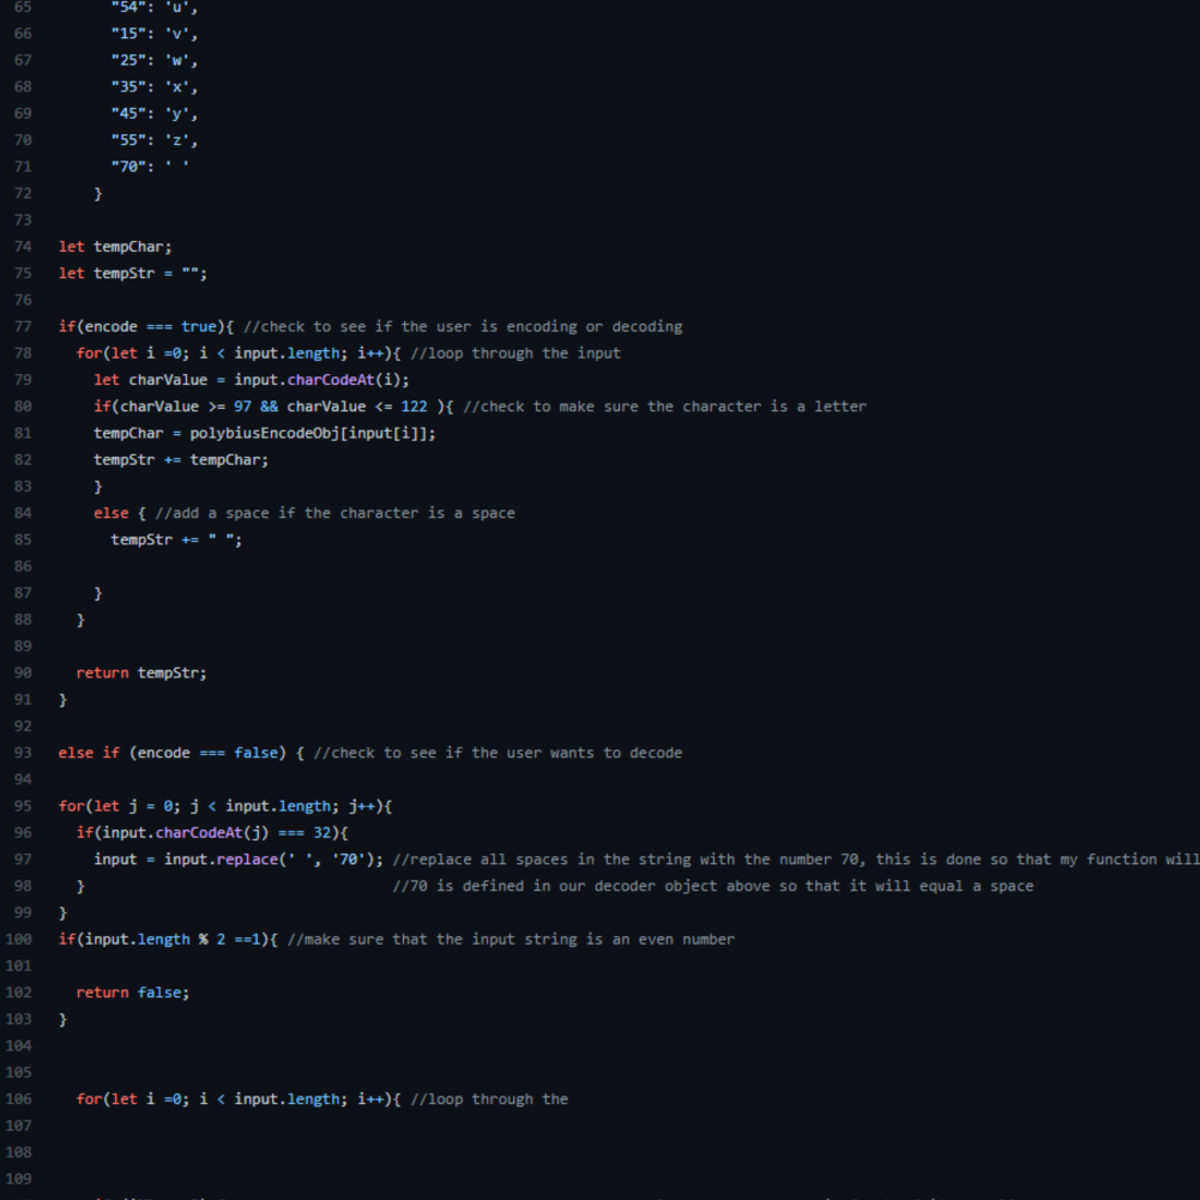 65 "54": 'u',
66 "15": 'v',
67 "25": 'w',
68 "35": 'x',
69 "45": 'y',
70 "55": 'z',
71 "70": ' '
72 }
73
74 let tempChar;
75 let tempStr = "";
76
77 if(encode === true){ //check to see if the user is encoding or decoding
78 for(let i =0; i < input.length; i++){ //loop through the input
79 let charValue = input.charCodeAt(i);
80 if(charValue >= 97 && charValue <= 122 ){ //check to make sure the character is a letter
81 tempChar = polybiusEncodeObj[input[i]];
82 tempStr += tempChar;
83 }
84 else { //add a space if the character is a space
85 tempStr += " ";
86
87 }
88 }
89
90 return tempStr;
91 }
92
93 else if (encode === false) { //check to see if the user wants to decode
94
95 for(let j = 0; j < input.length; j++){
96 if(input.charCodeAt(j) === 32){
97 input = input.replace(' ', '70'); //replace all spaces in the string with the number 70, this is done so that my function will
98 } //70 is defined in our decoder object above so that it will equal a space
99 }
100 if(input.length % 2 ==1){ //make sure that the input string is an even number
101
102 return false;
103 }
104
105
106 for(let i =0; i < input.length; i++){ //loop through the
107
108
109